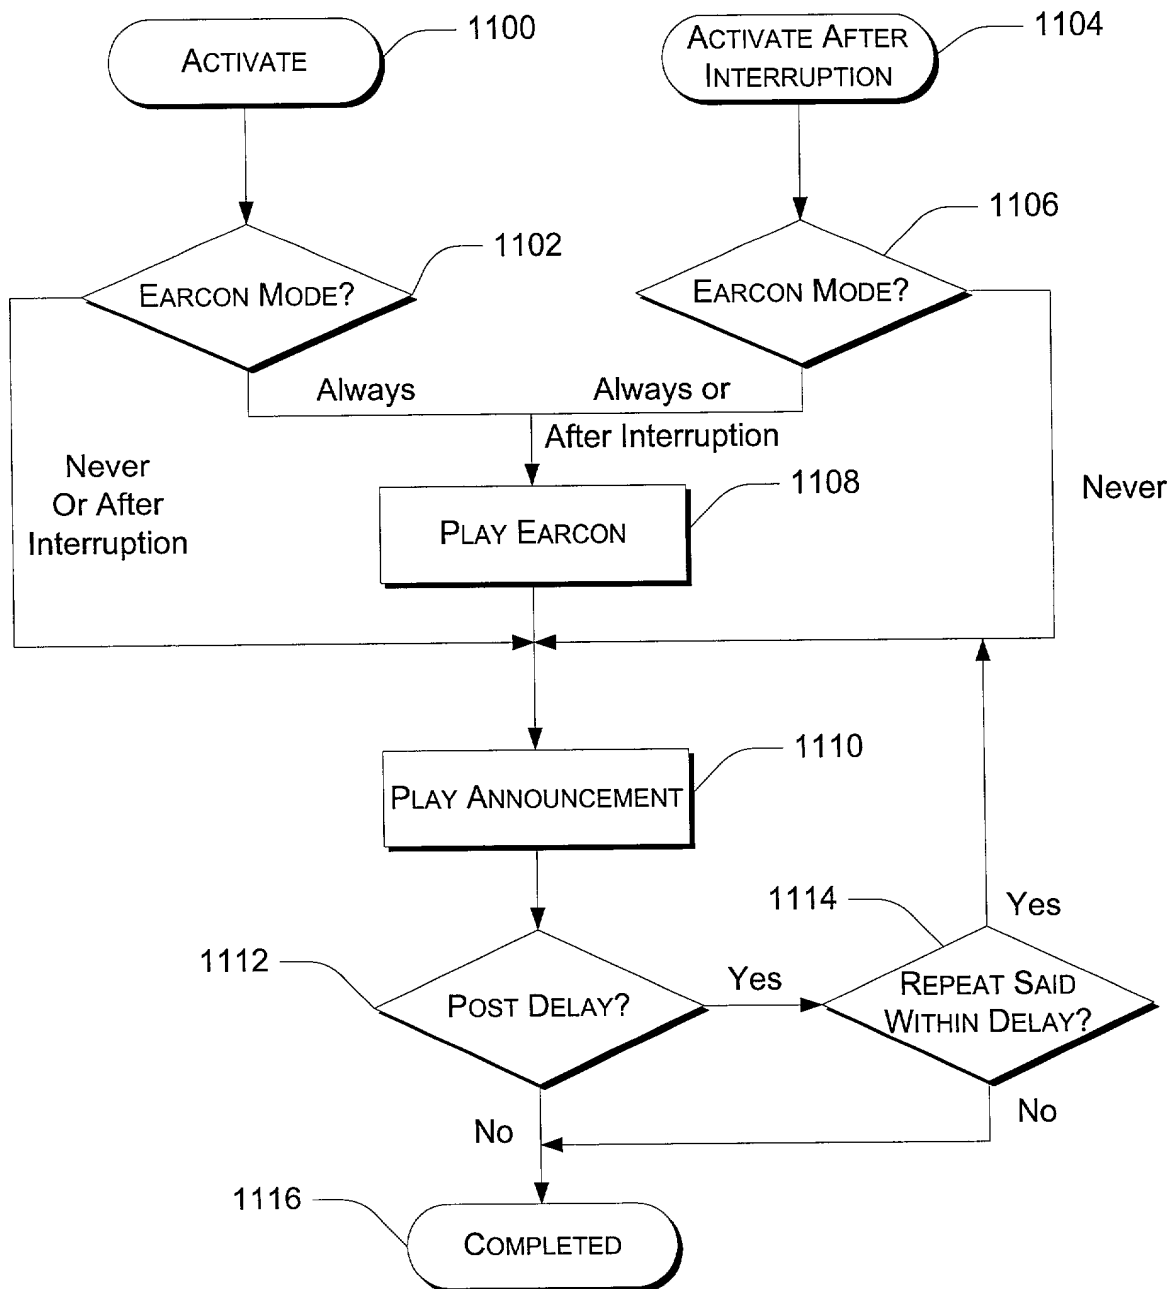 ACTIVATE
1100
ACTIVATE AFTER
INTERRUPTION
1104
EARCON MODE?
1102
EARCON MODE?
1106
Always
Always or
After Interruption
Never
Or After
Interruption
PLAY EARCON
1108
Never
PLAY ANNOUNCEMENT
1110
1112
POST DELAY?
Yes
1114
REPEAT SAID
WITHIN DELAY?
Yes
No
No
1116
COMPLETED